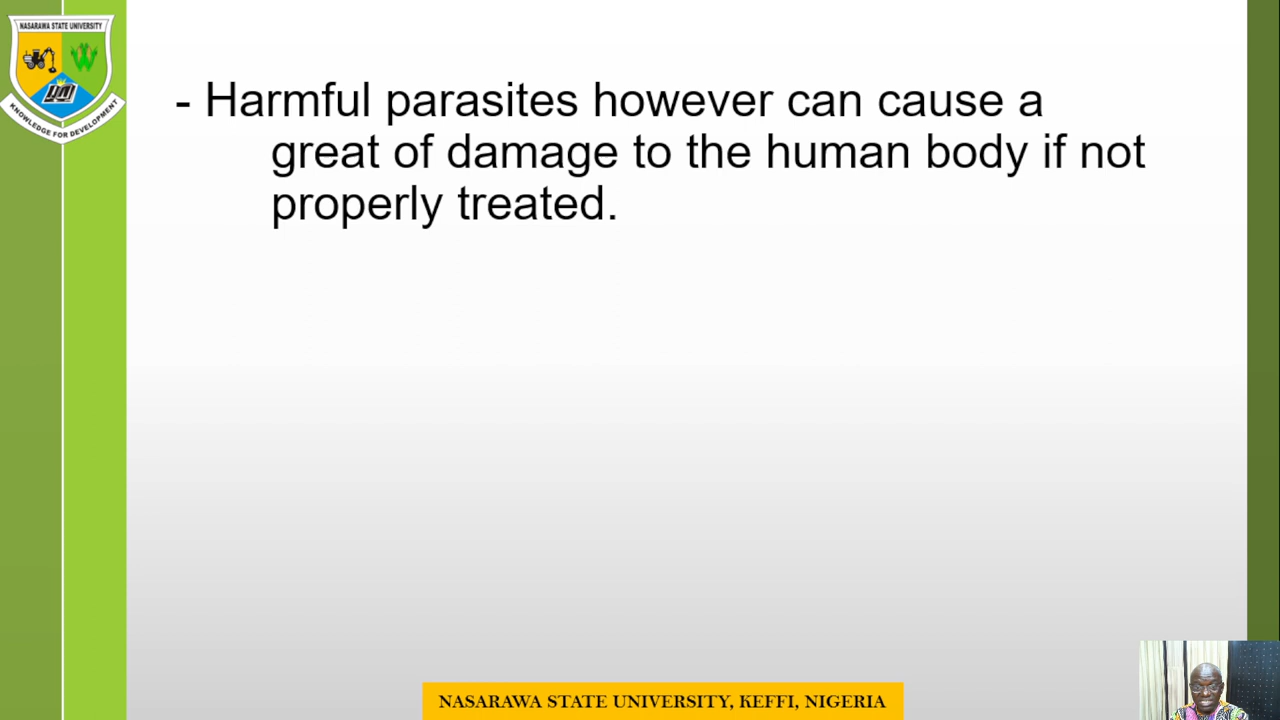 NASARAWA STATE UNIVERSITY
KNOWLEDGE FOR DEVELOPMENT
- Harmful parasites however can cause a
great of damage to the human body if not
properly treated.
NASARAWA STATE UNIVERSITY, KEFFI, NIGERIA